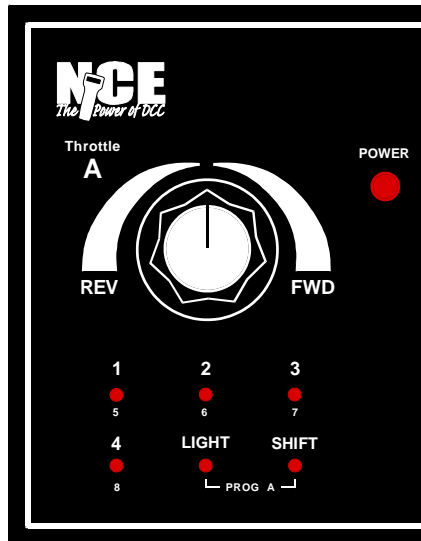 NCE
The Power of DCC
Throttle
A
POWER
REV FWD
1 2 3
5 6 7
4 LIGHT SHIFT
8 PROG A